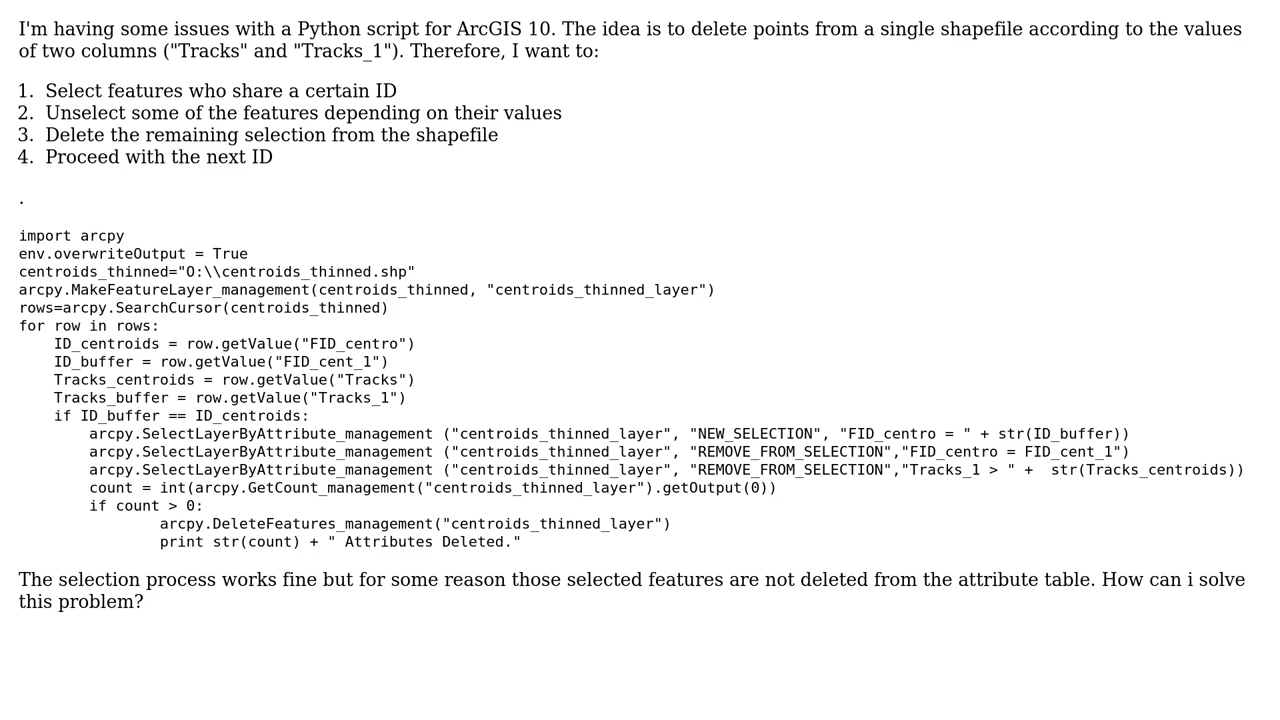 I'm having some issues with a Python script for ArcGIS 10. The idea is to delete points from a single shapefile according to the values
of two columns ("Tracks" and "Tracks_1"). Therefore, I want to:
1. Select features who share a certain ID
2. Unselect some of the features depending on their values
3. Delete the remaining selection from the shapefile
4. Proceed with the next ID
.
import arcpy
env.overwriteOutput = True
centroids_thinned="O:\\centroids_thinned.shp"
arcpy.MakeFeatureLayer_management(centroids_thinned, "centroids_thinned_layer")
rows=arcpy.SearchCursor(centroids_thinned)
for row in rows:
    ID_centroids = row.getValue("FID_centro")
    ID_buffer = row.getValue("FID_cent_1")
    Tracks_centroids = row.getValue("Tracks")
    Tracks_buffer = row.getValue("Tracks_1")
    if ID_buffer == ID_centroids:
        arcpy.SelectLayerByAttribute_management ("centroids_thinned_layer", "NEW_SELECTION", "FID_centro = " + str(ID_buffer))
        arcpy.SelectLayerByAttribute_management ("centroids_thinned_layer", "REMOVE_FROM_SELECTION","FID_centro = FID_cent_1")
        arcpy.SelectLayerByAttribute_management ("centroids_thinned_layer", "REMOVE_FROM_SELECTION","Tracks_1 > " +  str(Tracks_centroids))
        count = int(arcpy.GetCount_management("centroids_thinned_layer").getOutput(0))
        if count > 0:
                arcpy.DeleteFeatures_management("centroids_thinned_layer")
                print str(count) + " Attributes Deleted."
The selection process works fine but for some reason those selected features are not deleted from the attribute table. How can i solve
this problem?